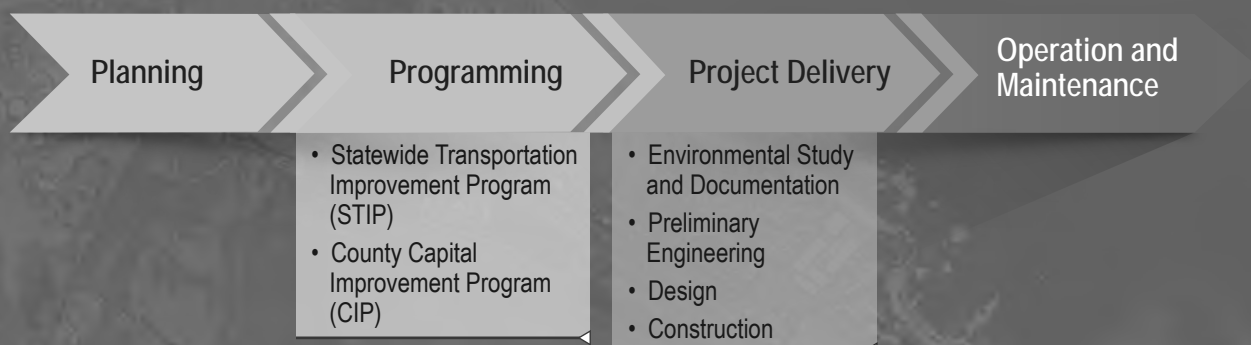 Planning
Programming
Project Delivery
Operation and
Maintenance
• Statewide Transportation
Improvement Program
(STIP)
• County Capital
Improvement Program
(CIP)
• Environmental Study
and Documentation
• Preliminary
Engineering
• Design
• Construction